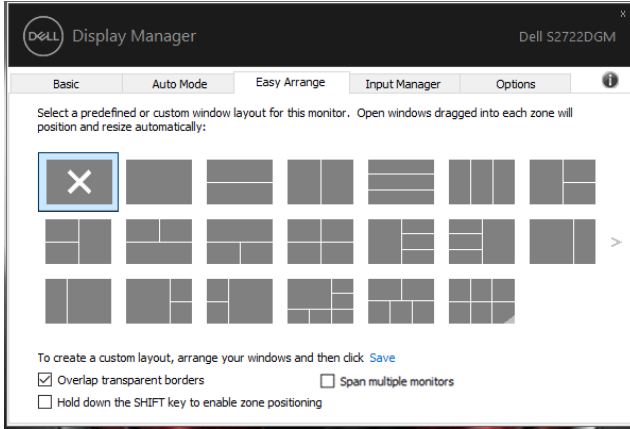 x
DELL Display Manager Dell S2722DGM
Basic Auto Mode Easy Arrange Input Manager Options i
Select a predefined or custom window layout for this monitor. Open windows dragged into each zone will
position and resize automatically:
>
To create a custom layout, arrange your windows and then click Save
Overlap transparent borders Span multiple monitors
Hold down the SHIFT key to enable zone positioning